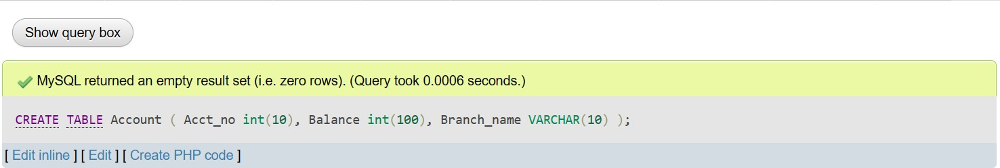 Show query box
MySQL returned an empty result set (i.e. zero rows). (Query took 0.0006 seconds.)
CREATE TABLE Account ( Acct_no int(10), Balance int(100), Branch_name VARCHAR(10) );
[ Edit inline ] [ Edit ] [ Create PHP code ]